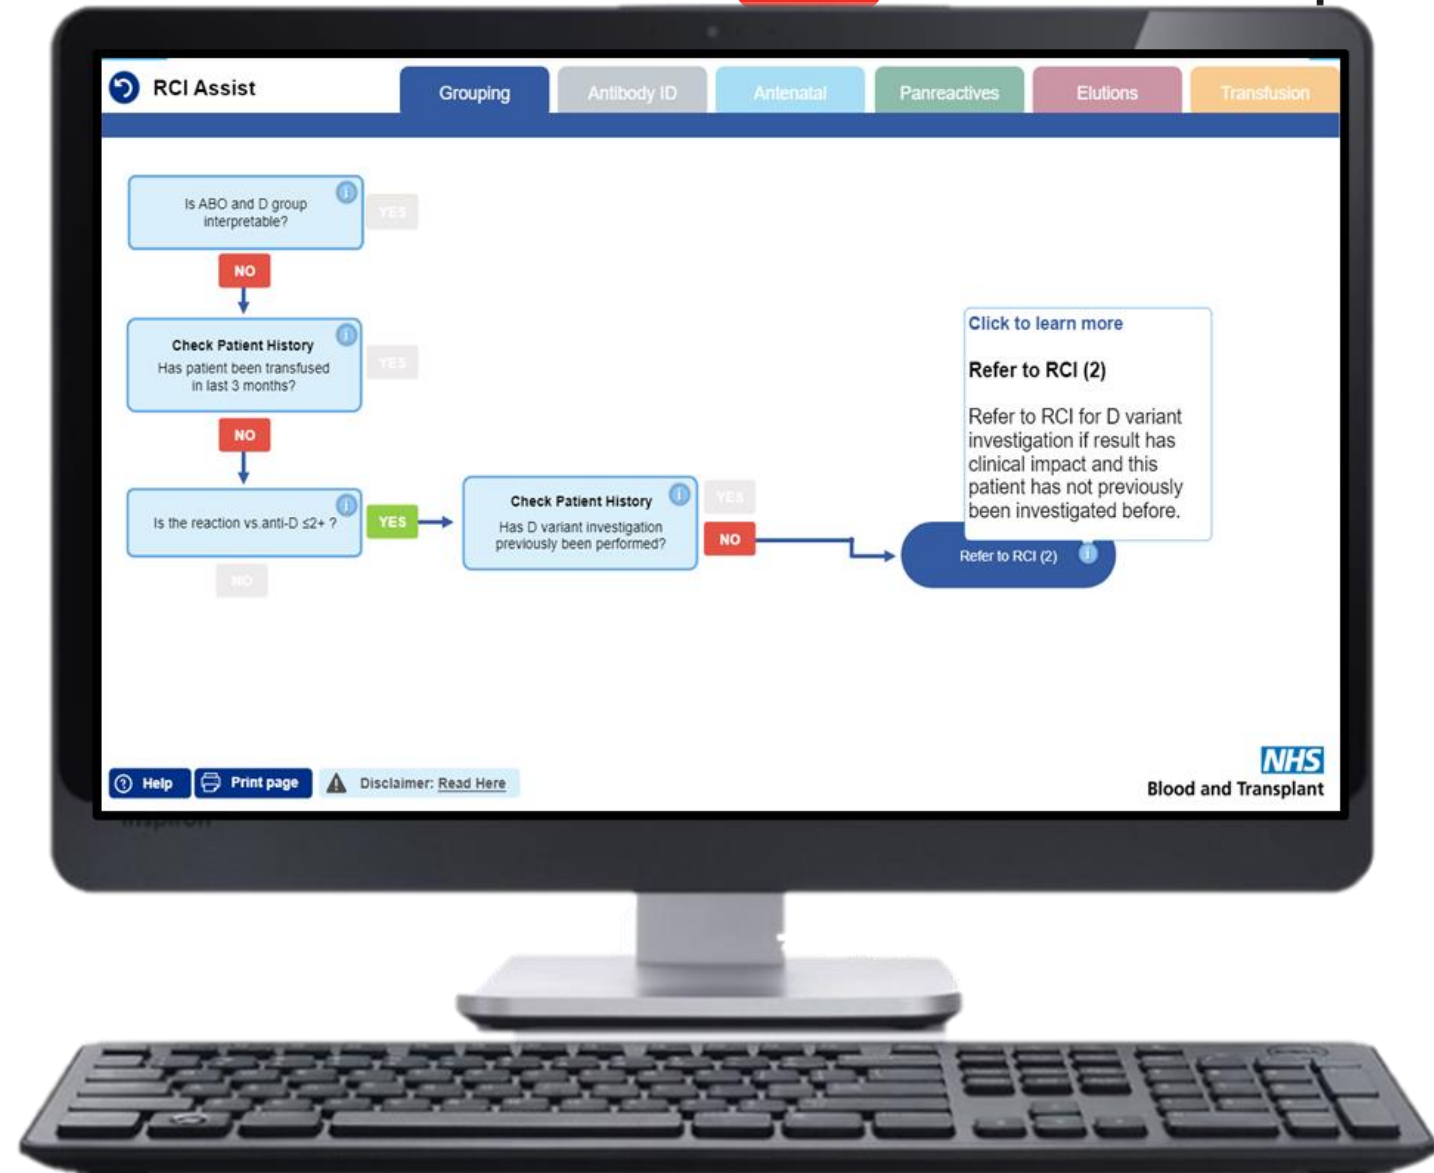 RCI Assist
Grouping
Antibody ID
Antenatal
Panreactives
Elutions
Transfusion
Is ABO and D group
interpretable?
YES
NO
Check Patient History
Has patient been transfused
in last 3 months?
YES
NO
Is the reaction vs.anti-D ≤2+ ?
YES
NO
Check Patient History
Has D variant investigation
previously been performed?
YES
NO
Click to learn more
Refer to RCI (2)
Refer to RCI for D variant
investigation if result has
clinical impact and this
patient has not previously
been investigated before.
Refer to RCI (2)
Help
Print page
Disclaimer: Read Here
NHS
Blood and Transplant